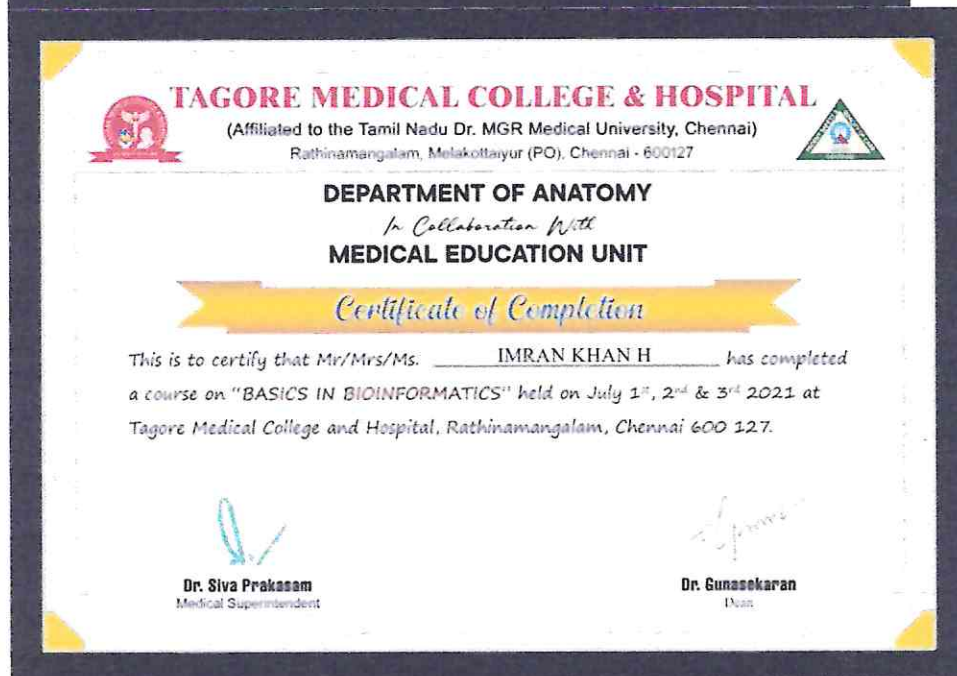 TAGORE MEDICAL COLLEGE & HOSPITAL
(Affiliated to the Tamil Nadu Dr. MGR Medical University, Chennai)
Rathinamangalam, Melakottaiyur (PO), Chennai - 600127
DEPARTMENT OF ANATOMY
In Collaboration With
MEDICAL EDUCATION UNIT
Certificate of Completion
This is to certify that Mr/Mrs/Ms. IMRAN KHAN H has completed
a course on "BASICS IN BIOINFORMATICS" held on July 1st, 2nd & 3rd 2021 at
Tagore Medical College and Hospital, Rathinamangalam, Chennai 600 127.
Dr. Siva Prakasam
Medical Superintendent
Dr. Gunasekaran
Dean